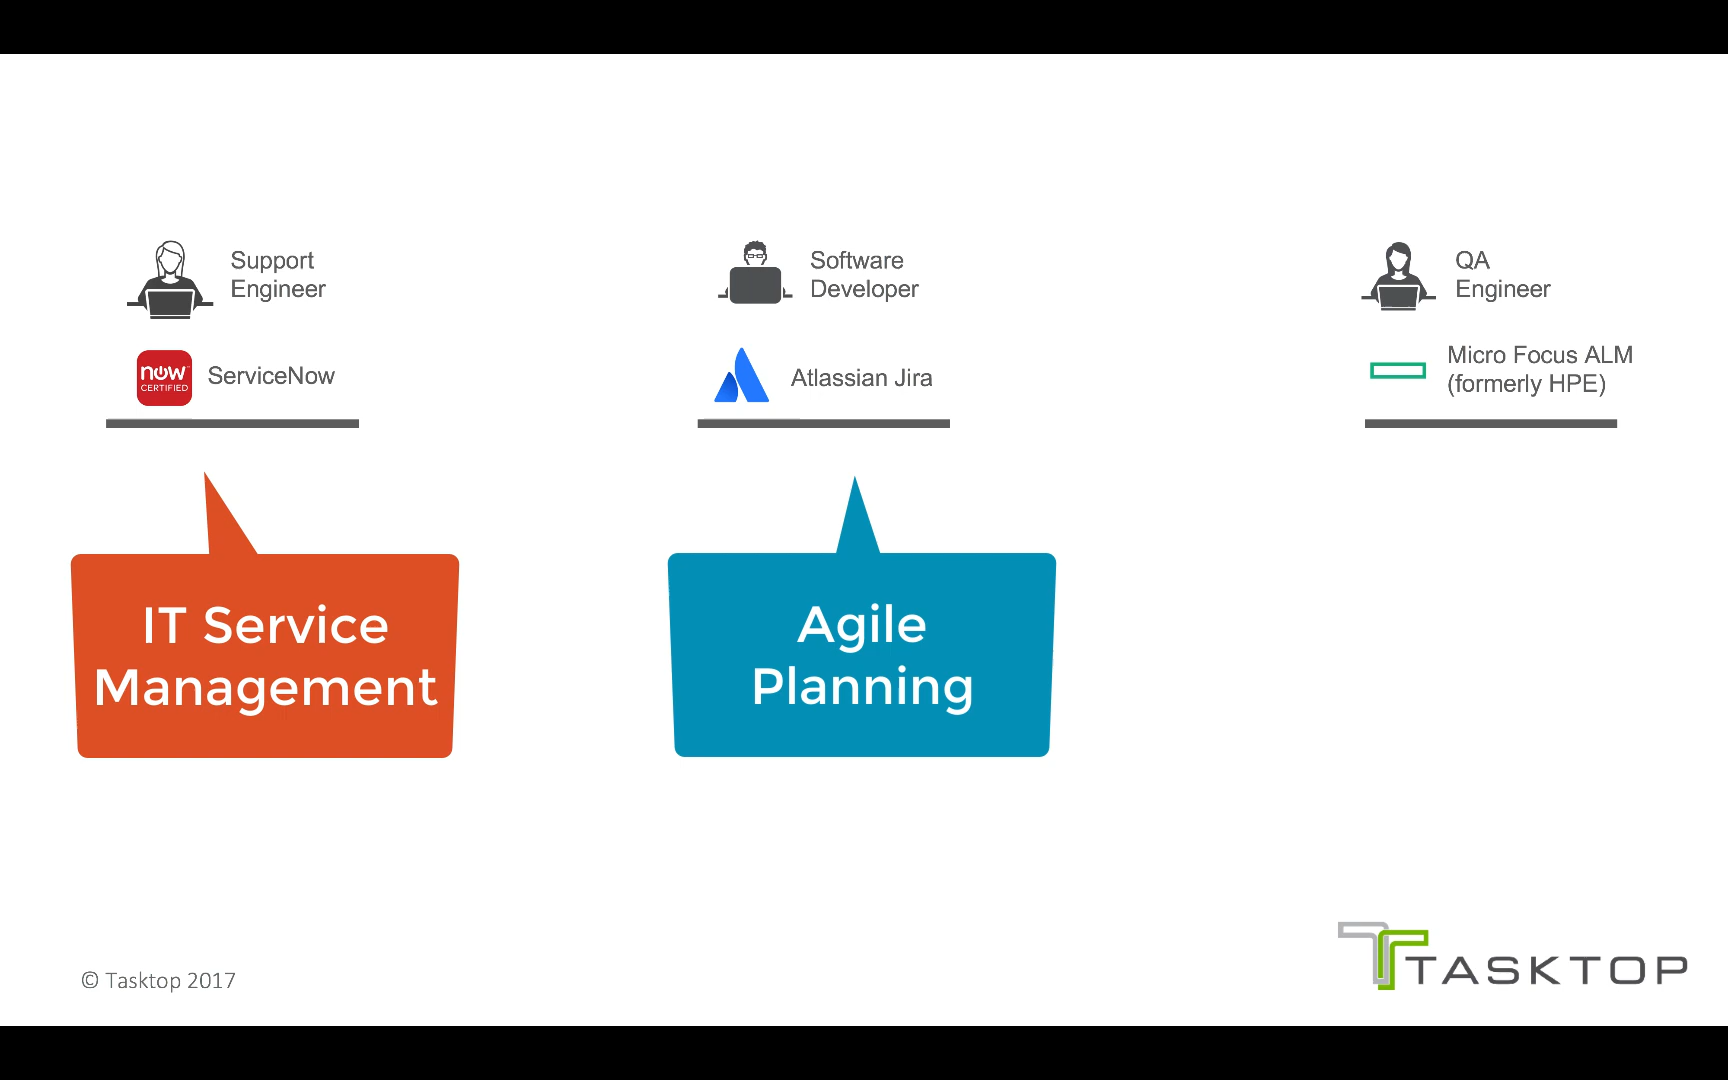 Support
Engineer
now
CERTIFIED
ServiceNow
Software
Developer
Atlassian Jira
QA
Engineer
Micro Focus ALM
(formerly HPE)
IT Service
Management
Agile
Planning
© Tasktop 2017
TASKTOP